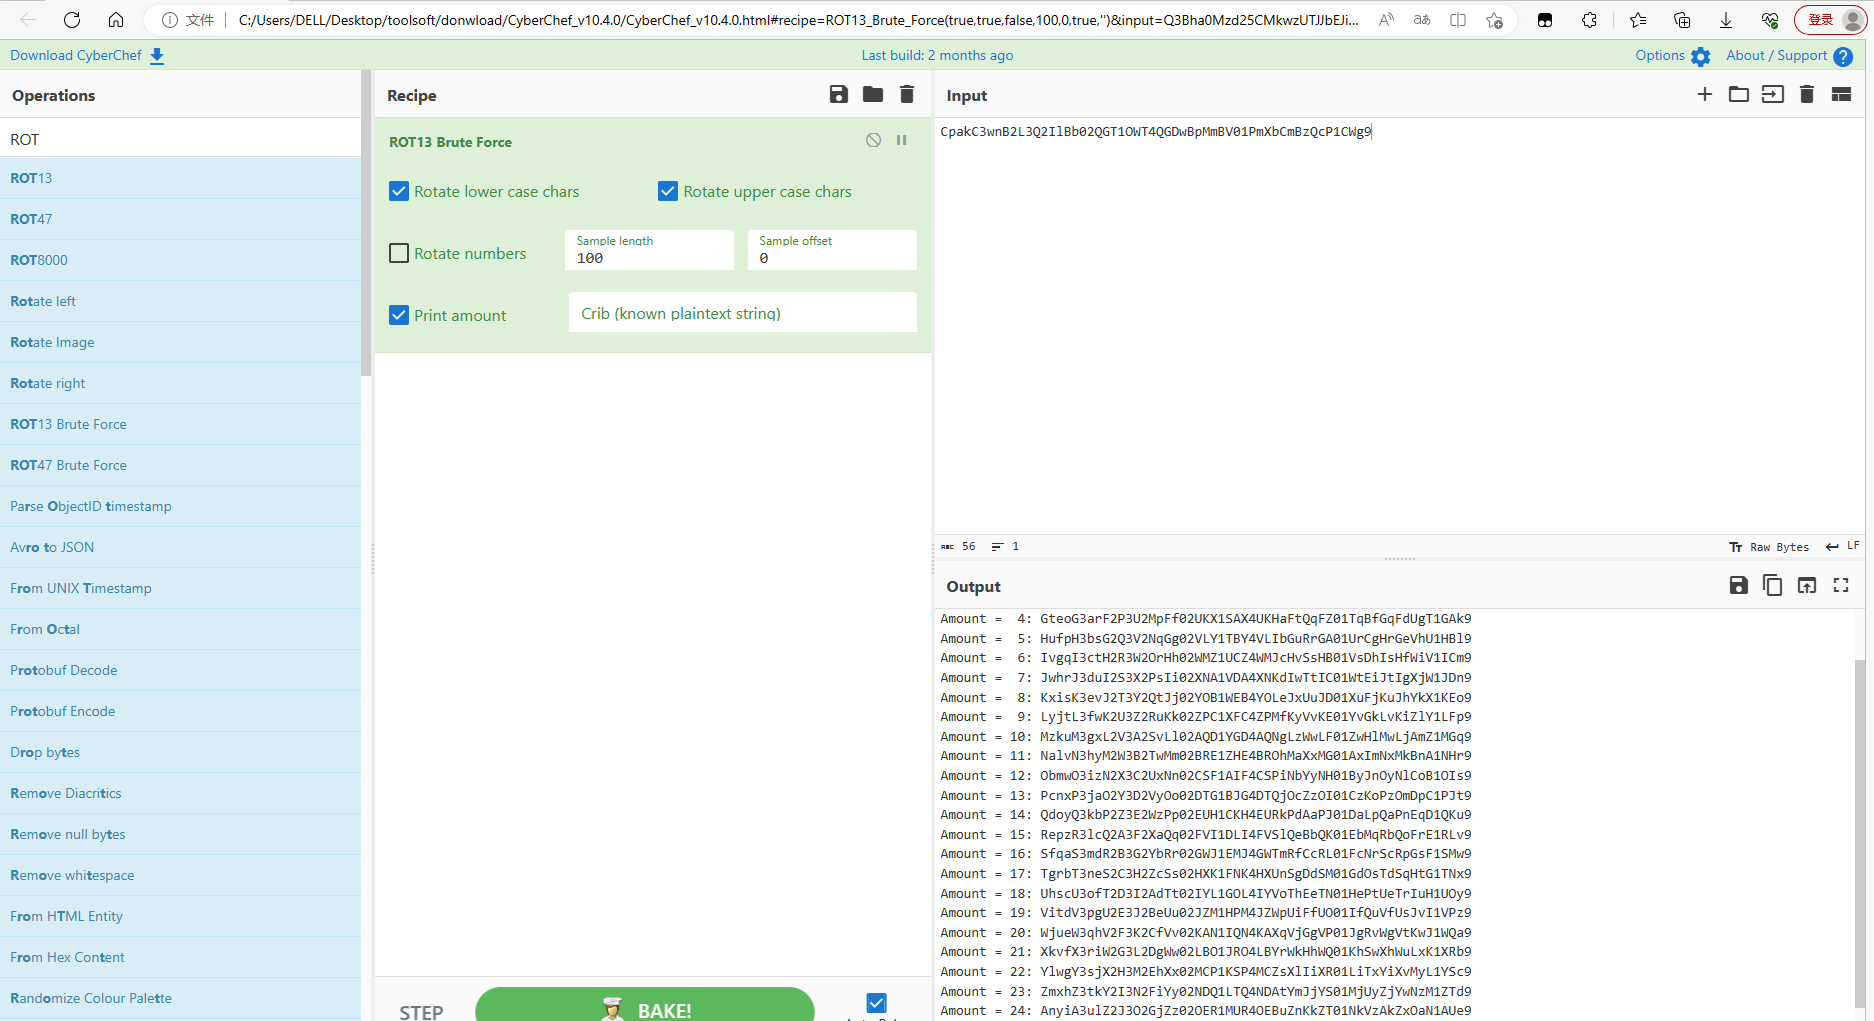 文件
C:/Users/DELL/Desktop/toolsoft/donwload/CyberChef_v10.4.0/CyberChef_v10.4.0.html#recipe=ROT13_Brute_Force(true,true,false,100,0,true,'')&input=Q3Bha0Mzd25CMkwzUTJJbEJi...
登录
Download CyberChef
Last build: 2 months ago
Options
About / Support
Operations
ROT
ROT13
ROT47
ROT8000
Rotate left
Rotate Image
Rotate right
ROT13 Brute Force
ROT47 Brute Force
Parse ObjectID timestamp
Avro to JSON
From UNIX Timestamp
From Octal
Protobuf Decode
Protobuf Encode
Drop bytes
Remove Diacritics
Remove null bytes
Remove whitespace
From HTML Entity
From Hex Content
Randomize Colour Palette
Recipe
ROT13 Brute Force
Rotate lower case chars
Rotate upper case chars
Rotate numbers
Sample length
100
Sample offset
0
Print amount
Crib (known plaintext string)
STEP
BAKE!
Input
CpakC3wnB2L3Q2IlBb02QGT1OWT4QGDwBpMmBV01PmXbCmBzQcP1CWg9
56
1
Raw Bytes
LF
Output
Amount = 4: GteoG3arF2P3U2MpFf02UKX1SAX4UKHaFtQqFZ01TqBfGqFdUgT1GAk9
Amount = 5: HufpH3bsG2Q3V2NqGg02VLY1TBY4VLIbGuRrGA01UrCgHrGeVhU1HBl9
Amount = 6: IvgqI3ctH2R3W2OrHh02WMZ1UCZ4WMJcHvSsHB01VsDhIsHfWiV1ICm9
Amount = 7: JwhrJ3duI2S3X2PsIi02XNA1VDA4XNKdIwTtIC01WtEiJtIgXjW1JDn9
Amount = 8: KxisK3evJ2T3Y2QtJj02YOB1WEB4YOLeJxUuJD01XuFjKuJhYkX1KEo9
Amount = 9: LyjtL3fwK2U3Z2RuKk02ZPC1XFC4ZPMfKyVvKE01YvGkLvKiZlY1LFp9
Amount = 10: MzkuM3gxL2V3A2SvLl02AQD1YGD4AQNgLzWwLF01ZwHlMwLjAmZ1MGq9
Amount = 11: NalvN3hyM2W3B2TwMm02BRE1ZHE4BROhMaXxMG01AxImNxMkBnA1NHr9
Amount = 12: ObmwO3izN2X3C2UxNn02CSF1AIF4CSPiNbYyNH01ByJnOyNlCoB1OIs9
Amount = 13: PcnxP3jaO2Y3D2VyOo02DTG1BJG4DTQjOcZzOI01CzKoPzOmDpC1PJt9
Amount = 14: QdoyQ3kbP2Z3E2WzPp02EUH1CKH4EURkPdAaPJ01DaLpQaPnEqD1QKu9
Amount = 15: RepzR3lcQ2A3F2XaQq02FVI1DLI4FVSlQeBbQK01EbMqRbQoFrE1RLv9
Amount = 16: SfqaS3mdR2B3G2YbRr02GWJ1EMJ4GWTmRfCcRL01FcNrScRpGsF1SMw9
Amount = 17: TgrbT3neS2C3H2ZcSs02HXK1FNK4HXUnSgDdSM01GdOsTdSqHtG1TNx9
Amount = 18: UhscU3ofT2D3I2AdTt02IYL1GOL4IYVoThEeTN01HePtUeTrIuH1UOy9
Amount = 19: VitdV3pgU2E3J2BeUu02JZM1HPM4JZWpUiFfUO01IfQuVfUsJvI1VPz9
Amount = 20: WjueW3qhV2F3K2CfVv02KAN1IQN4KAXqVjGgVP01JgRvWgVtKwJ1WQa9
Amount = 21: XkvfX3riW2G3L2DgWw02LBO1JRO4LBYrWkHhWQ01KhSwXhWuLxK1XRb9
Amount = 22: YlwgY3sjX2H3M2EhXx02MCP1KSP4MCZsXlIiXR01LiTxYiXvMyL1YSc9
Amount = 23: ZmxhZ3tkY2I3N2FiYy02NDQ1LTQ4NDAtYmJjYS01MjUyZjYwNzM1ZTd9
Amount = 24: AnyiA3ulZ2J3O2GjZz02OER1MUR4OEBuZnKkZT01NkVzAkZxOaN1AUe9